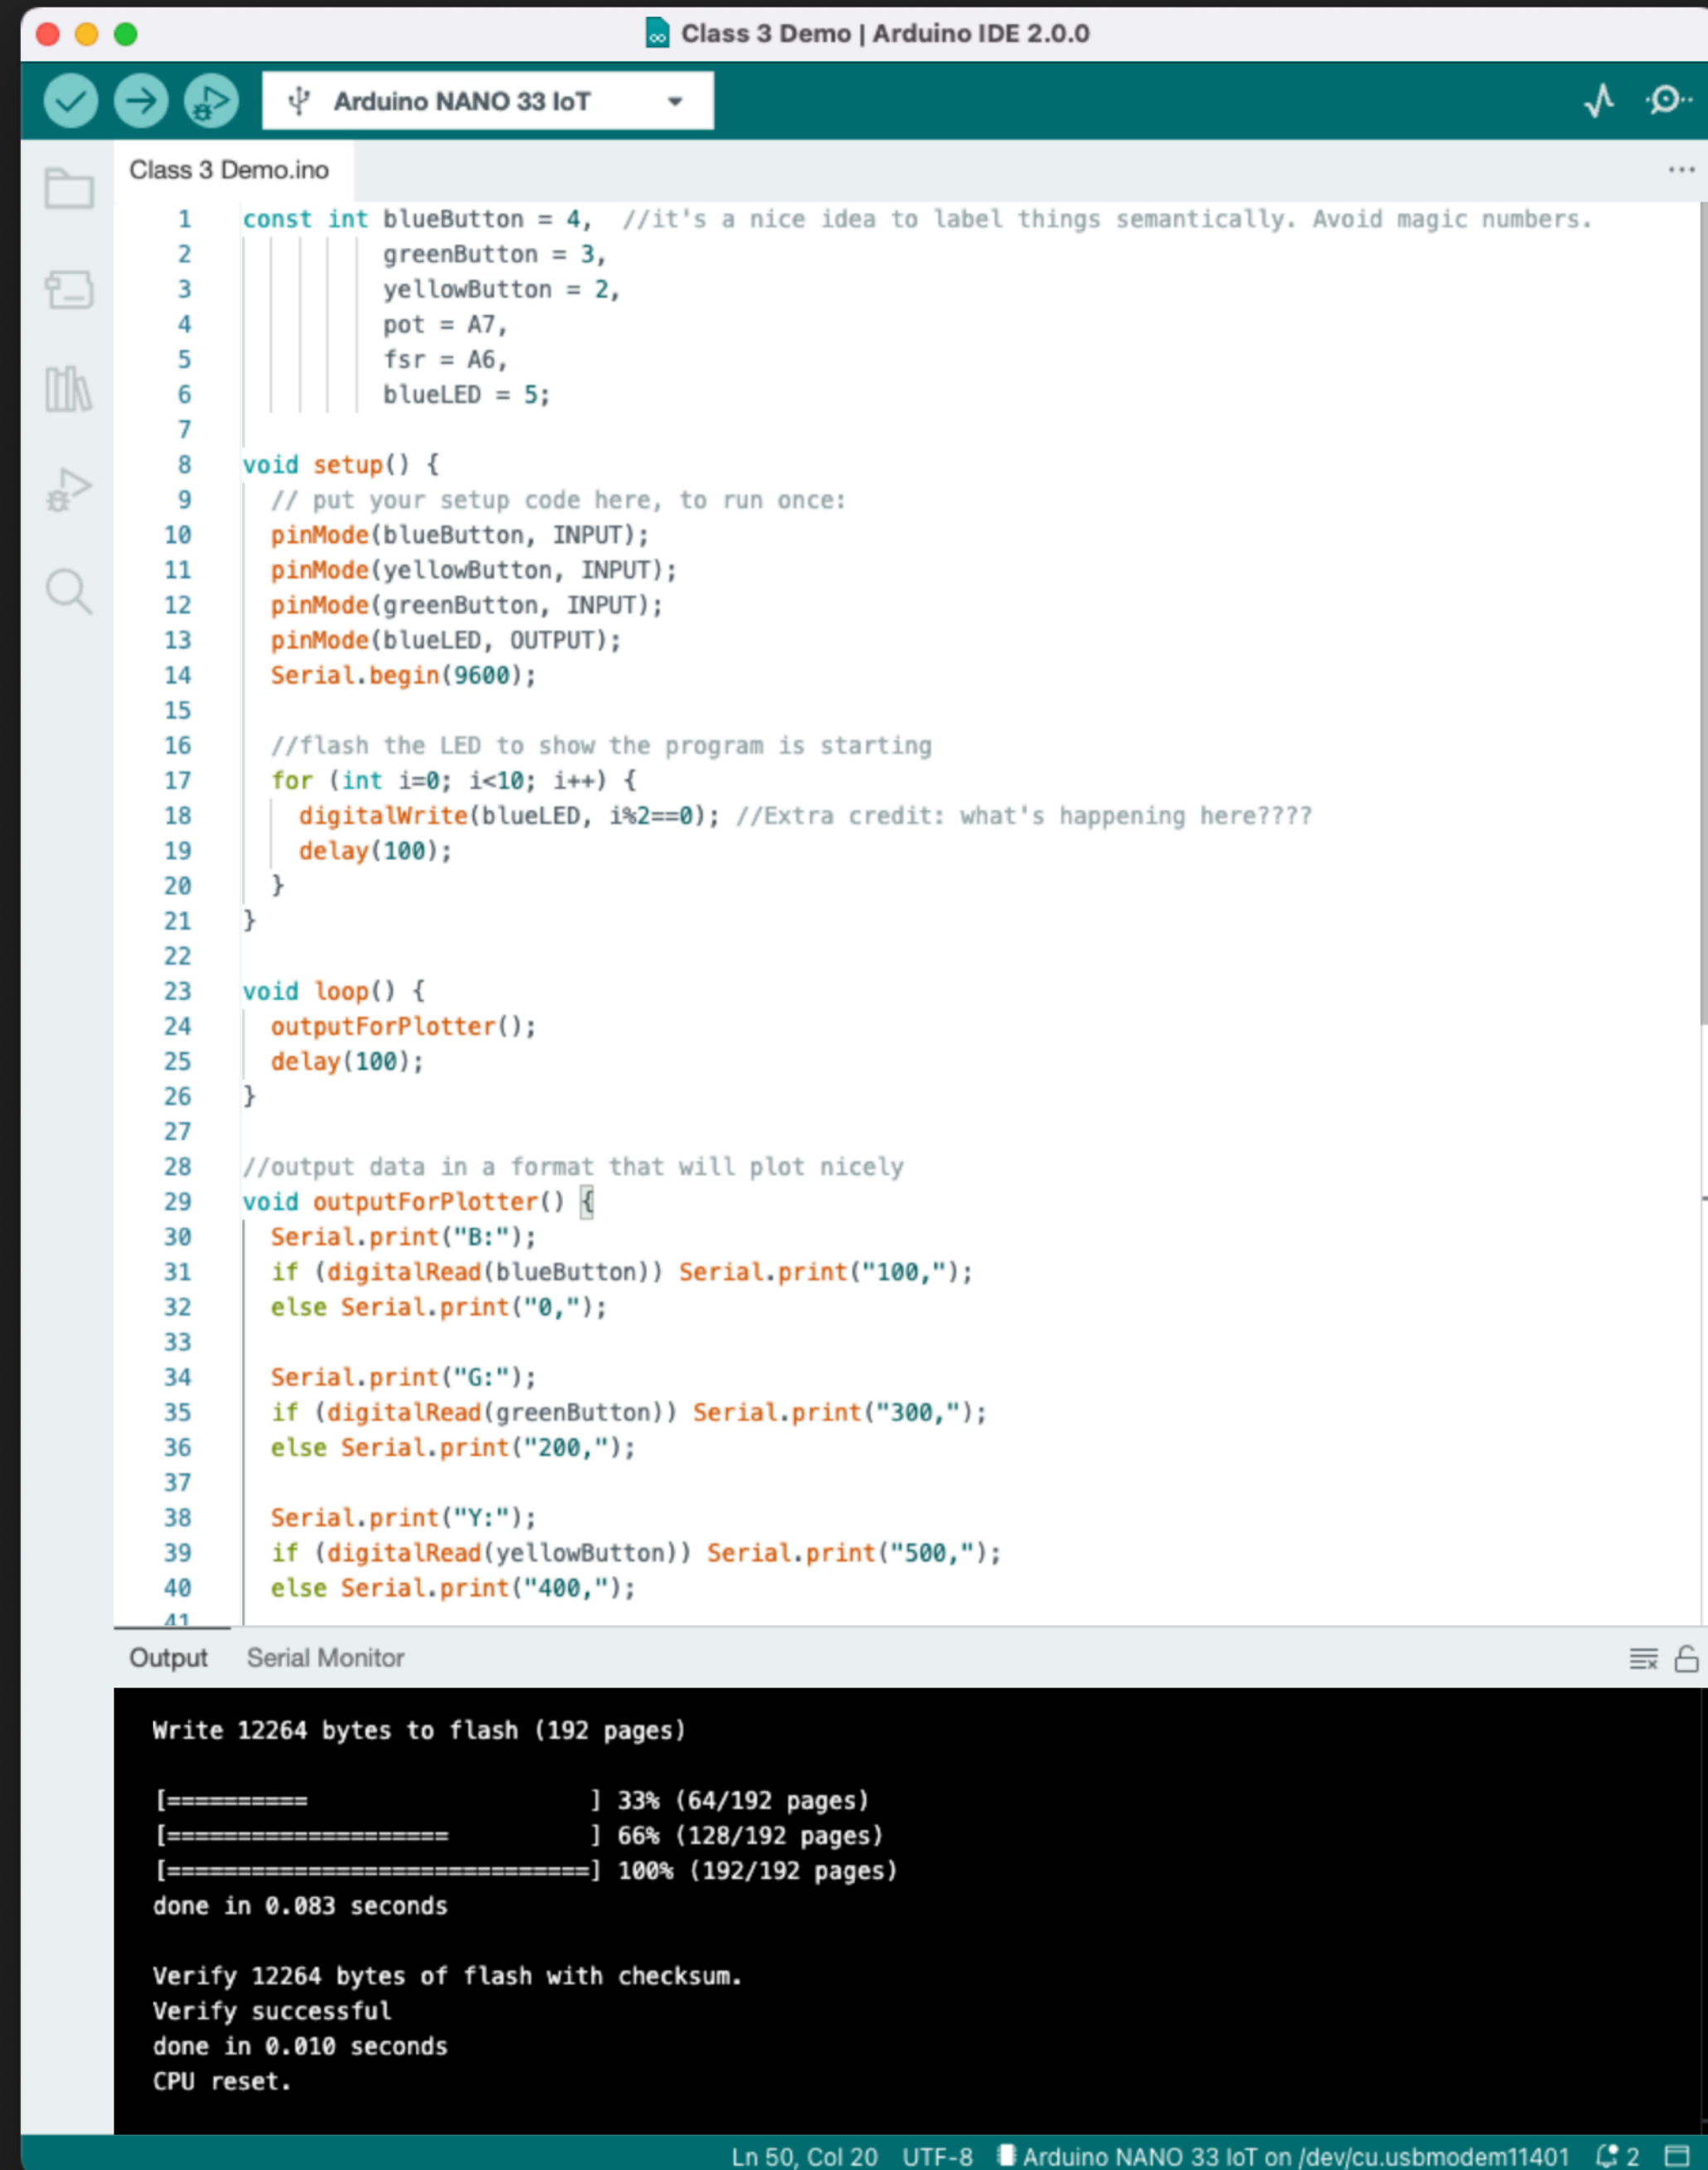 Class 3 Demo | Arduino IDE 2.0.0
Arduino NANO 33 IoT
Class 3 Demo.ino
1 const int blueButton = 4,  //it's a nice idea to label things semantically. Avoid magic numbers.
2           greenButton = 3,
3           yellowButton = 2,
4           pot = A7,
5           fsr = A6,
6           blueLED = 5;
7
8 void setup() {
9   // put your setup code here, to run once:
10   pinMode(blueButton, INPUT);
11   pinMode(yellowButton, INPUT);
12   pinMode(greenButton, INPUT);
13   pinMode(blueLED, OUTPUT);
14   Serial.begin(9600);
15
16   //flash the LED to show the program is starting
17   for (int i=0; i<10; i++) {
18     digitalWrite(blueLED, i%2==0); //Extra credit: what's happening here????
19     delay(100);
20   }
21 }
22
23 void loop() {
24   outputForPlotter();
25   delay(100);
26 }
27
28 //output data in a format that will plot nicely
29 void outputForPlotter() {
30   Serial.print("B:");
31   if (digitalRead(blueButton)) Serial.print("100,");
32   else Serial.print("0,");
33
34   Serial.print("G:");
35   if (digitalRead(greenButton)) Serial.print("300,");
36   else Serial.print("200,");
37
38   Serial.print("Y:");
39   if (digitalRead(yellowButton)) Serial.print("500,");
40   else Serial.print("400,");
41
Output Serial Monitor
Write 12264 bytes to flash (192 pages)
[==========                    ] 33% (64/192 pages)
[====================          ] 66% (128/192 pages)
[==============================] 100% (192/192 pages)
done in 0.083 seconds
Verify 12264 bytes of flash with checksum.
Verify successful
done in 0.010 seconds
CPU reset.
Ln 50, Col 20 UTF-8 Arduino NANO 33 IoT on /dev/cu.usbmodem11401 2